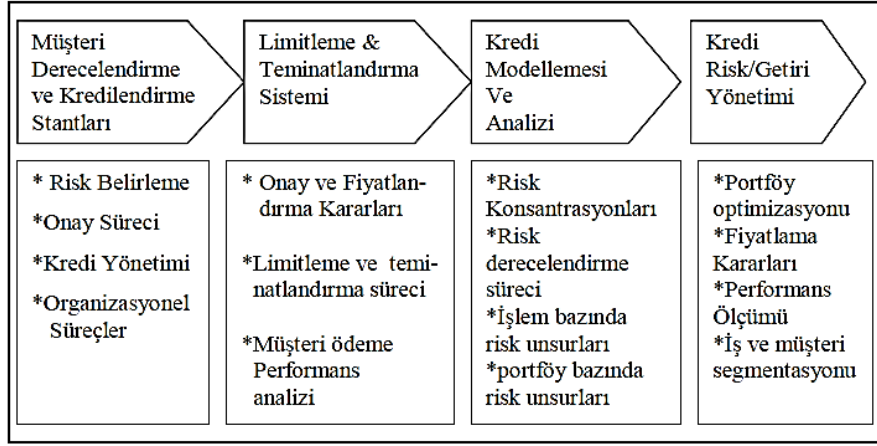 Müşteri
Derecelendirme
ve Kredilendirme
Stantları
Limitleme &
Teminatlandırma
Sistemi
Kredi
Modellemesi
Ve
Analizi
Kredi
Risk/Getiri
Yönetimi
* Risk Belirleme
*Onay Süreci
*Kredi Yönetimi
*Organizasyonel
Süreçler
* Onay ve Fiyatlan-
dırma Kararları
*Limitleme ve temi-
natlandırma süreci
*Müşteri ödeme
Performans
analizi
*Risk
Konsantrasyonları
*Risk
derecelendirme
süreci
*İşlem bazında
risk unsurları
*portföy bazında
risk unsurları
*Portföy
optimizasyonu
*Fiyatlama
Kararları
*Performans
Ölçümü
*İş ve müşteri
segmentasyonu